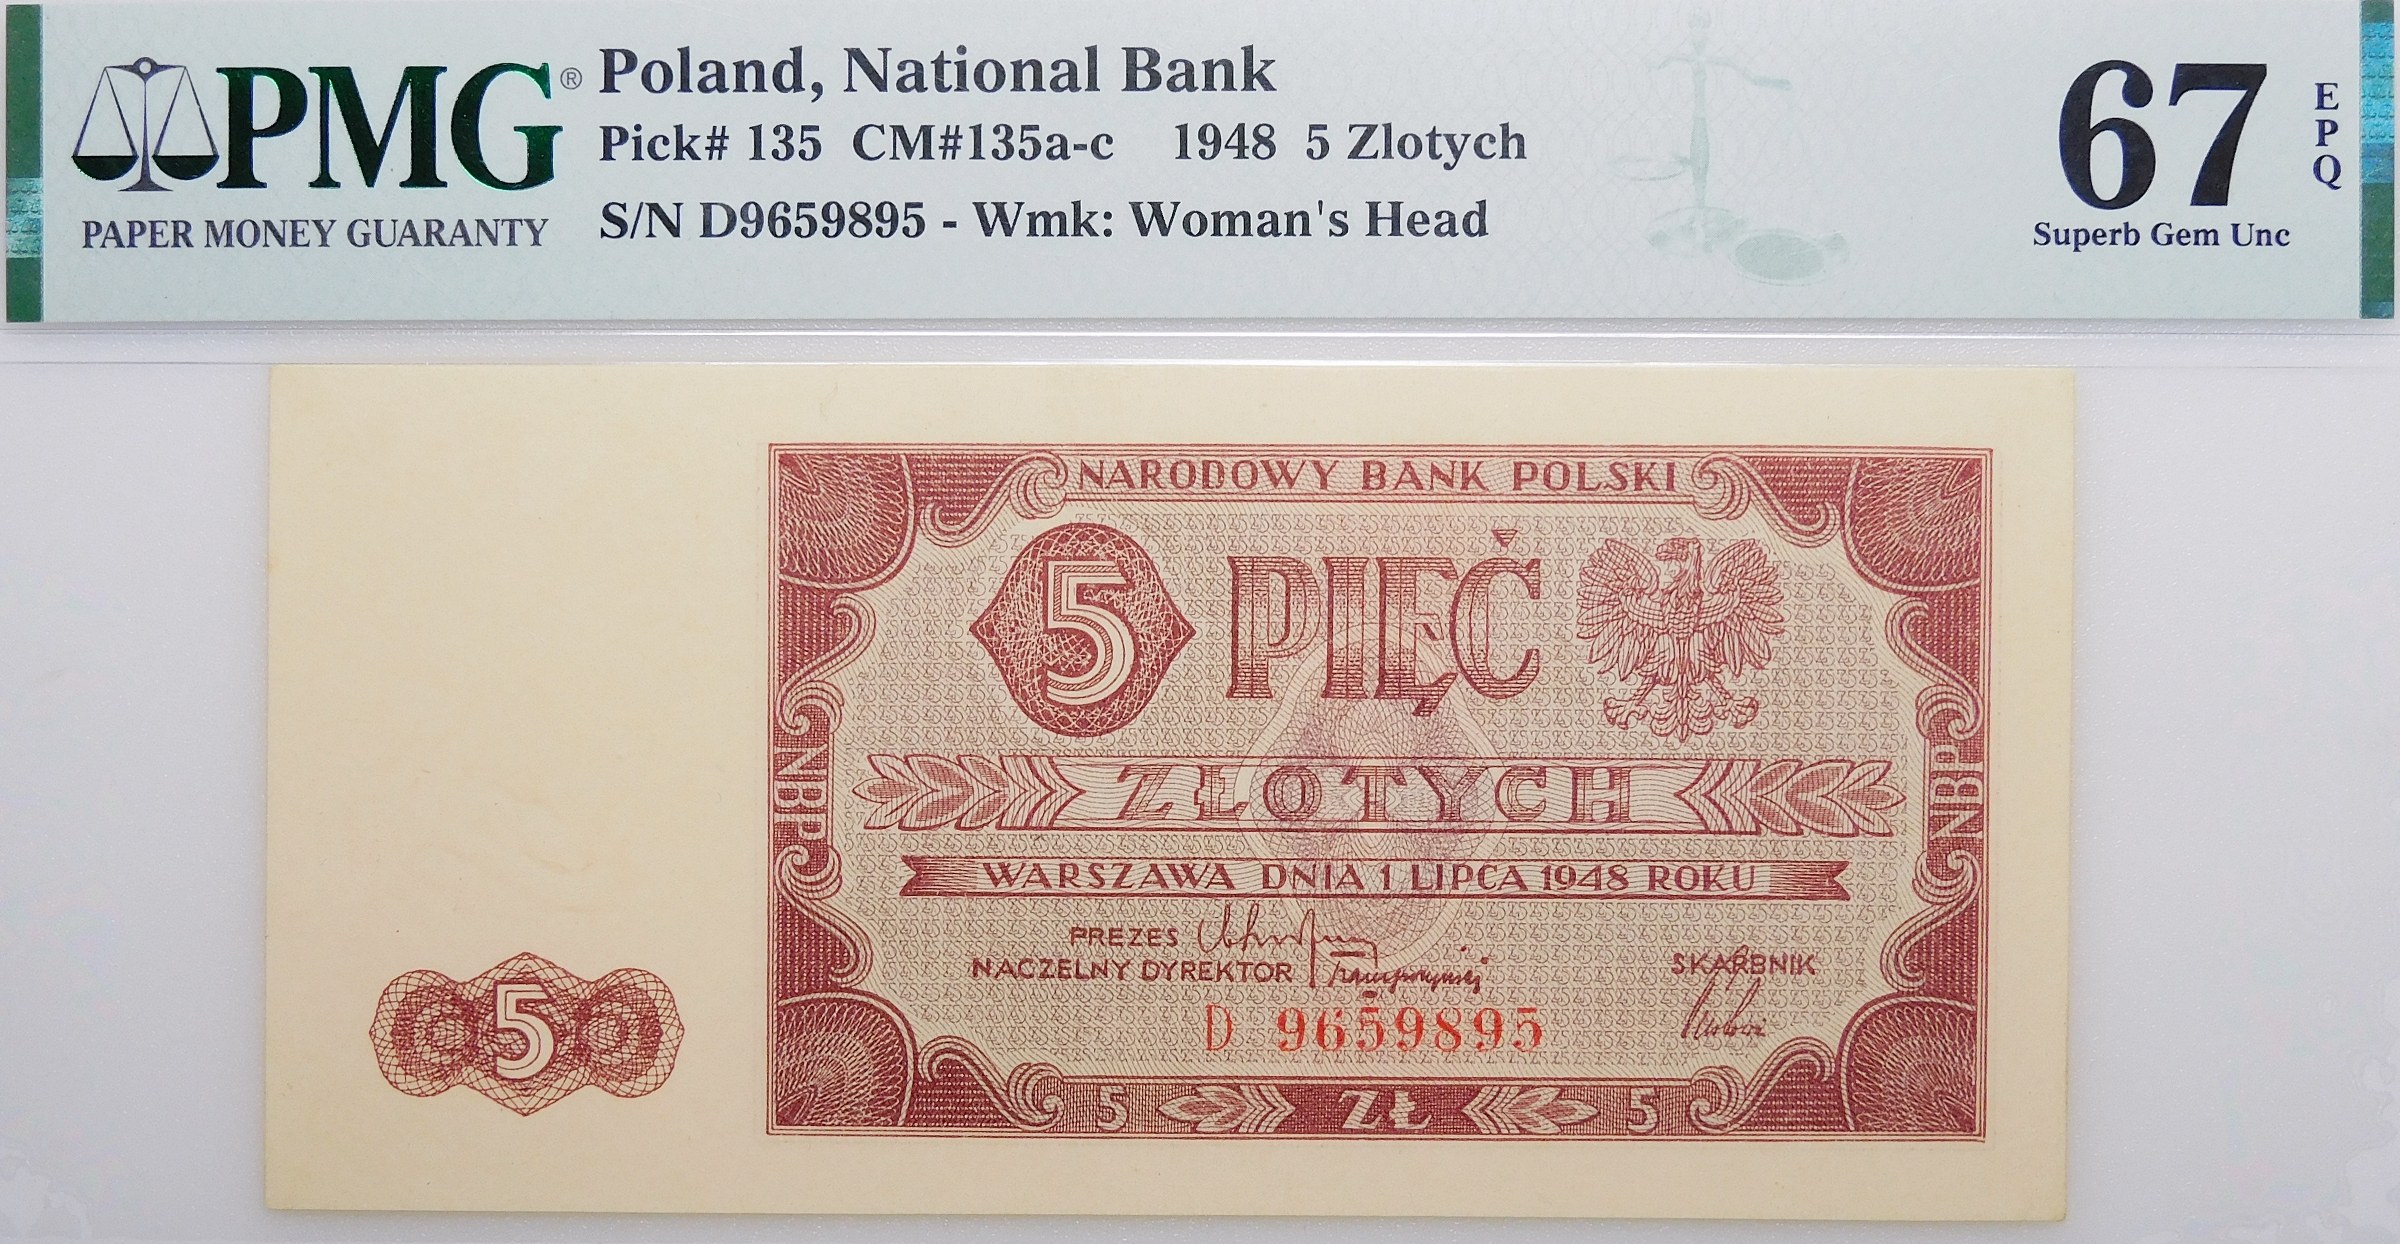 PMG®
PAPER MONEY GUARANTY
Poland, National Bank
Pick# 135 CM#135a-c 1948 5 Zlotych
S/N D9659895 - Wmk: Woman's Head
67
EPQ
Superb Gem Unc
NARODOWY BANK POLSKI
5 PIĘĆ
ZŁOTYCH
NBP
NBP
WARSZAWA DNIA 1 LIPCA 1948 ROKU
PREZES
NACZELNY DYREKTOR
SKARBNIK
D 9659895
5
5 ZŁ 5